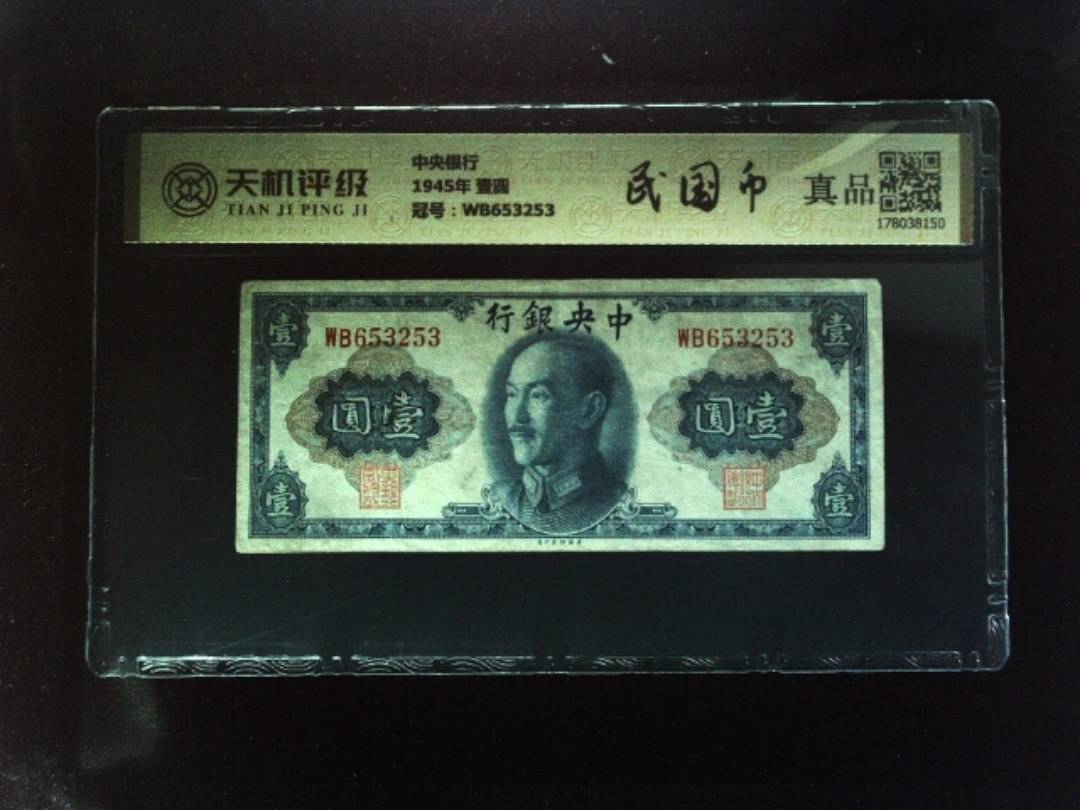 天机评级
TIAN JI PING JI
中央银行
1945年 壹圆
冠号：WB653253
民国币
真品
178038150
行銀央中
壹
壹
WB653253
WB653253
圓壹
圓壹
壹
壹